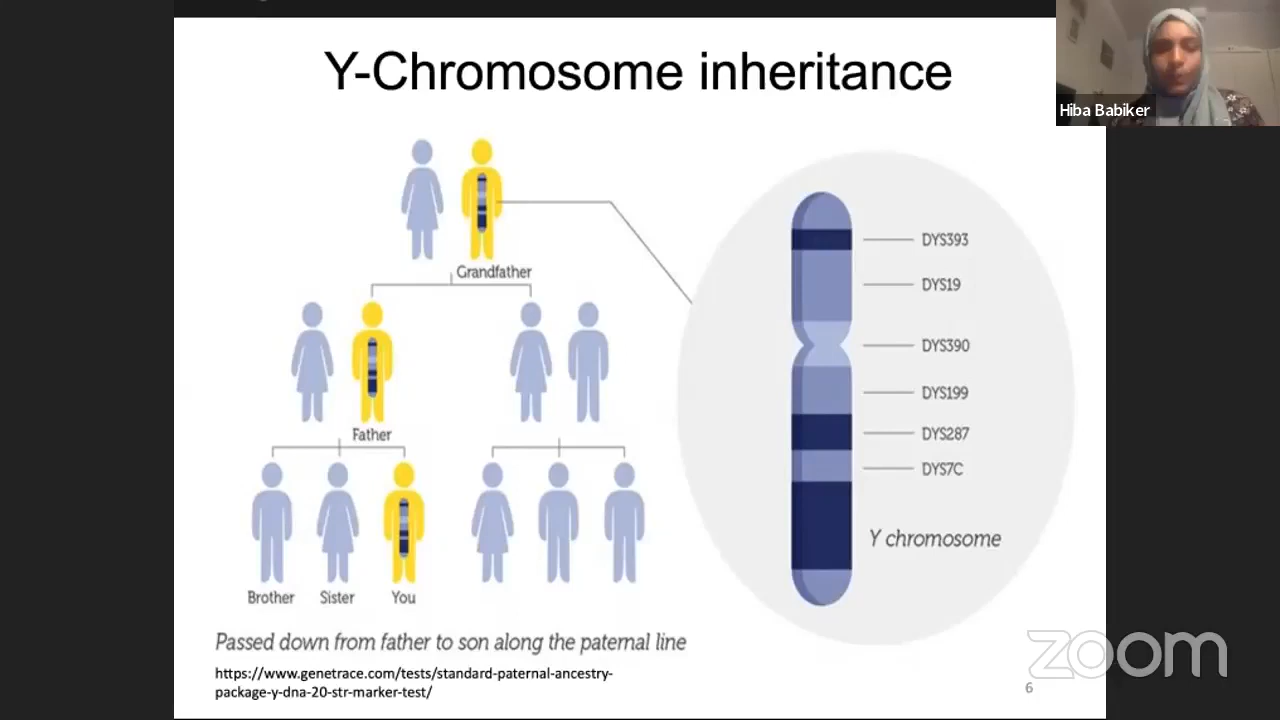 Y-Chromosome inheritance
Hiba Babiker
Grandfather
Father
Brother
Sister
You
DYS393
DYS19
DYS390
DYS199
DYS287
DYS7C
Y chromosome
Passed down from father to son along the paternal line
https://www.genetrace.com/tests/standard-paternal-ancestry-
package-y-dna-20-str-marker-test/
6
zoom